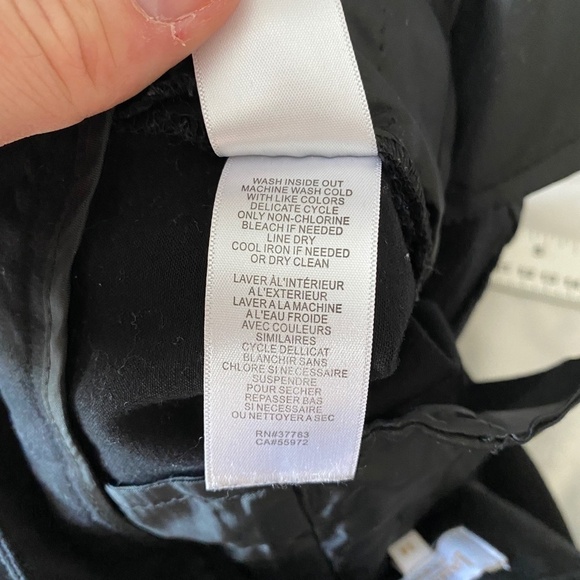 WASH INSIDE OUT
MACHINE WASH COLD
WITH LIKE COLORS
DELICATE CYCLE
ONLY NON-CHLORINE
BLEACH IF NEEDED
LINE DRY
COOL IRON IF NEEDED
OR DRY CLEAN
LAVER ÀL'INTÉRIEUR
A L'EXTERIEUR
LAVER A LA MACHINE
À L'EAU FROIDE
AVEC COULEURS
SIMILAIRES
CYCLE DELLICAT
BLANCHIR SANS
CHLORE SI NECESSAIRE
SUSPENDRE
POUR SÉCHER
REPASSER BAS
SI NECESSAIRE
OU NETTOYER A SEC
RN#37763
CA#55972